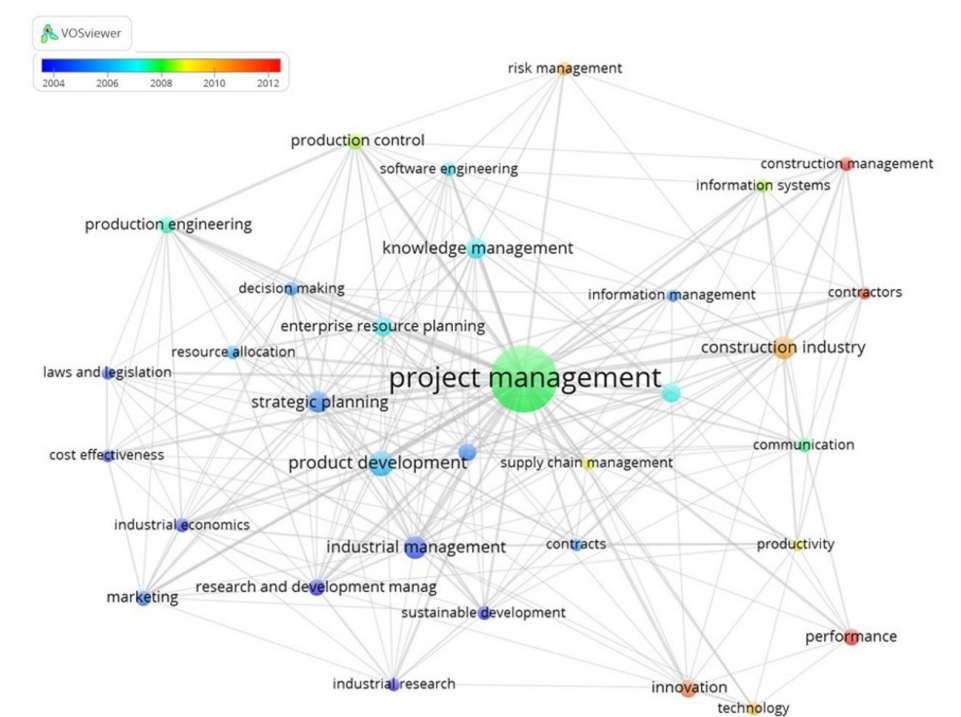 VOSviewer
2004 2006 2008 2010 2012
risk management
production control
software engineering
construction management
information systems
production engineering
knowledge management
decision making
information management
contractors
enterprise resource planning
resource allocation
construction industry
laws and legislation
project management
strategic planning
communication
cost effectiveness
product development
supply chain management
industrial economics
industrial management
contracts
productivity
research and development manag
marketing
sustainable development
performance
industrial research
innovation
technology